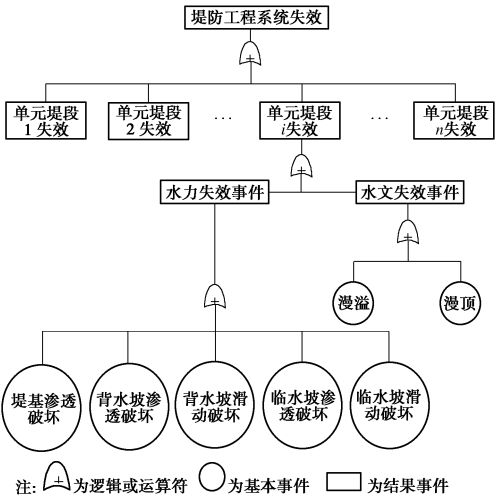 堤防工程系统失效
+
单元堤段
1 失效
单元堤段
2 失效
···
单元堤段
i失效
···
单元堤段
n失效
+
水力失效事件
水文失效事件
+
+
漫溢
漫顶
堤基渗透
破坏
背水坡渗
透破坏
背水坡滑
动破坏
临水坡渗
透破坏
临水坡滑
动破坏
注: + 为逻辑或运算符 为基本事件 为结果事件